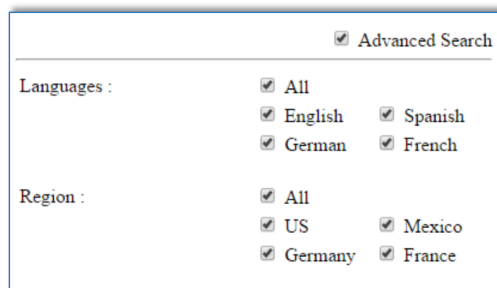 Advanced Search
Languages : All
English Spanish
German French
Region : All
US Mexico
Germany France